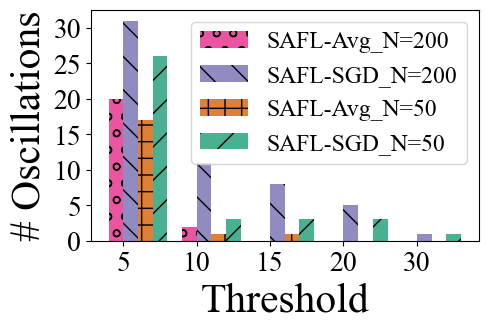 # Oscillations
30
25
20
15
10
5
0
SAFL-Avg_N=200
SAFL-SGD_N=200
SAFL-Avg_N=50
SAFL-SGD_N=50
5 10 15 20 30
Threshold